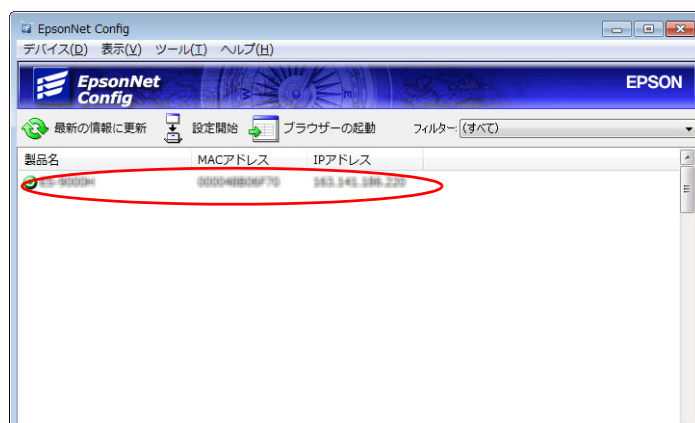 EpsonNet Config
デバイス(D) 表示(V) ツール(T) ヘルプ(H)
EpsonNet Config EPSON
最新の情報に更新 設定開始 ブラウザーの起動 フィルター: (すべて)
製品名 MACアドレス IPアドレス